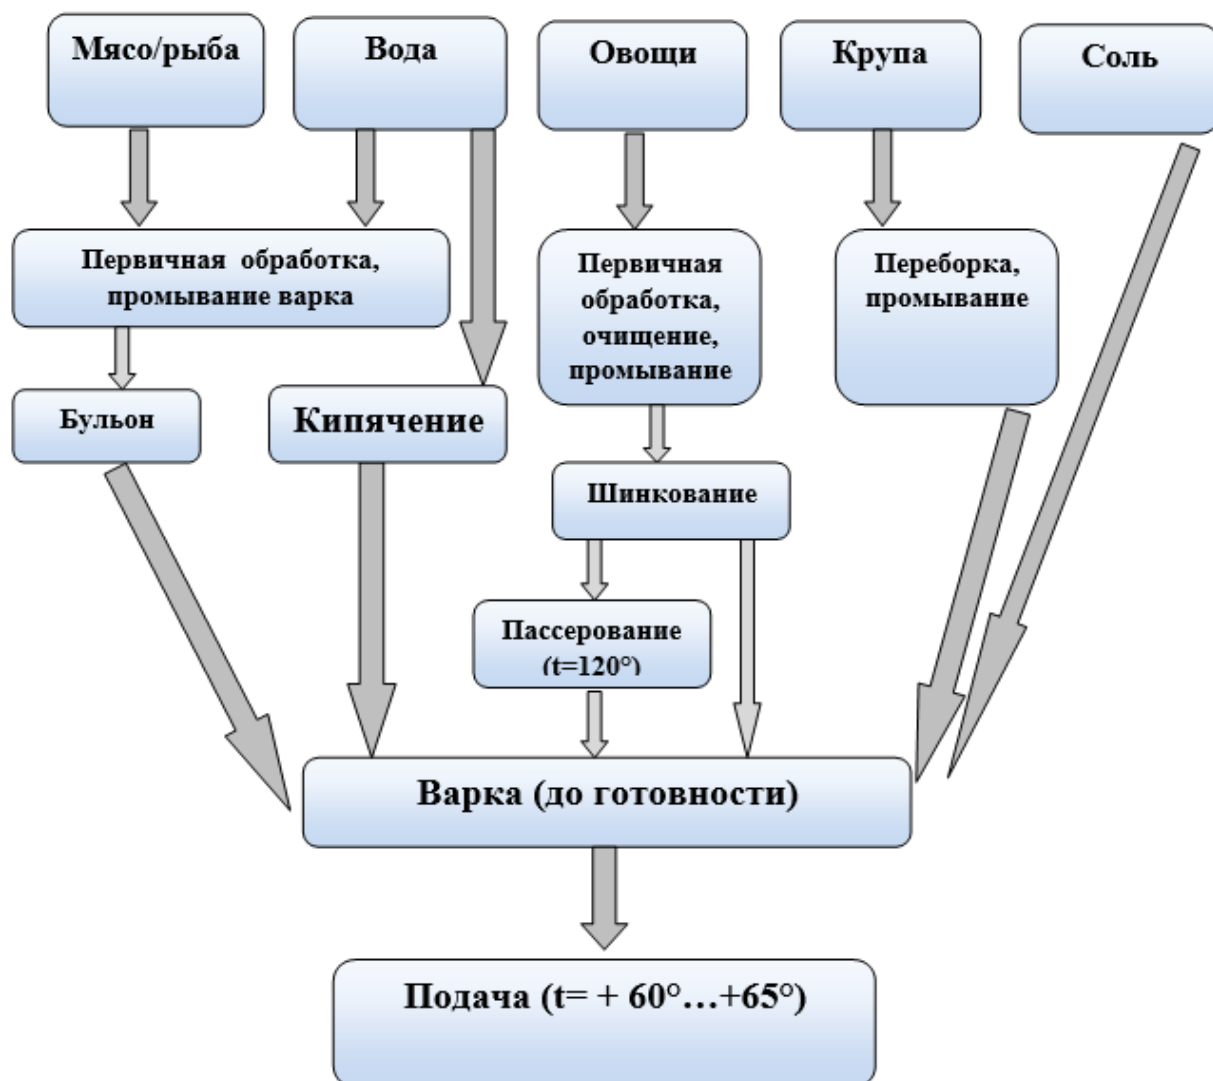 Мясо/рыба
Вода
Овощи
Крупа
Соль
Первичная обработка,
промывание варка
Первичная
обработка,
очищение,
промывание
Переборка,
промывание
Бульон
Кипячение
Шинкование
Пассерование
(t=120°)
Варка (до готовности)
Подача (t= + 60°…+65°)